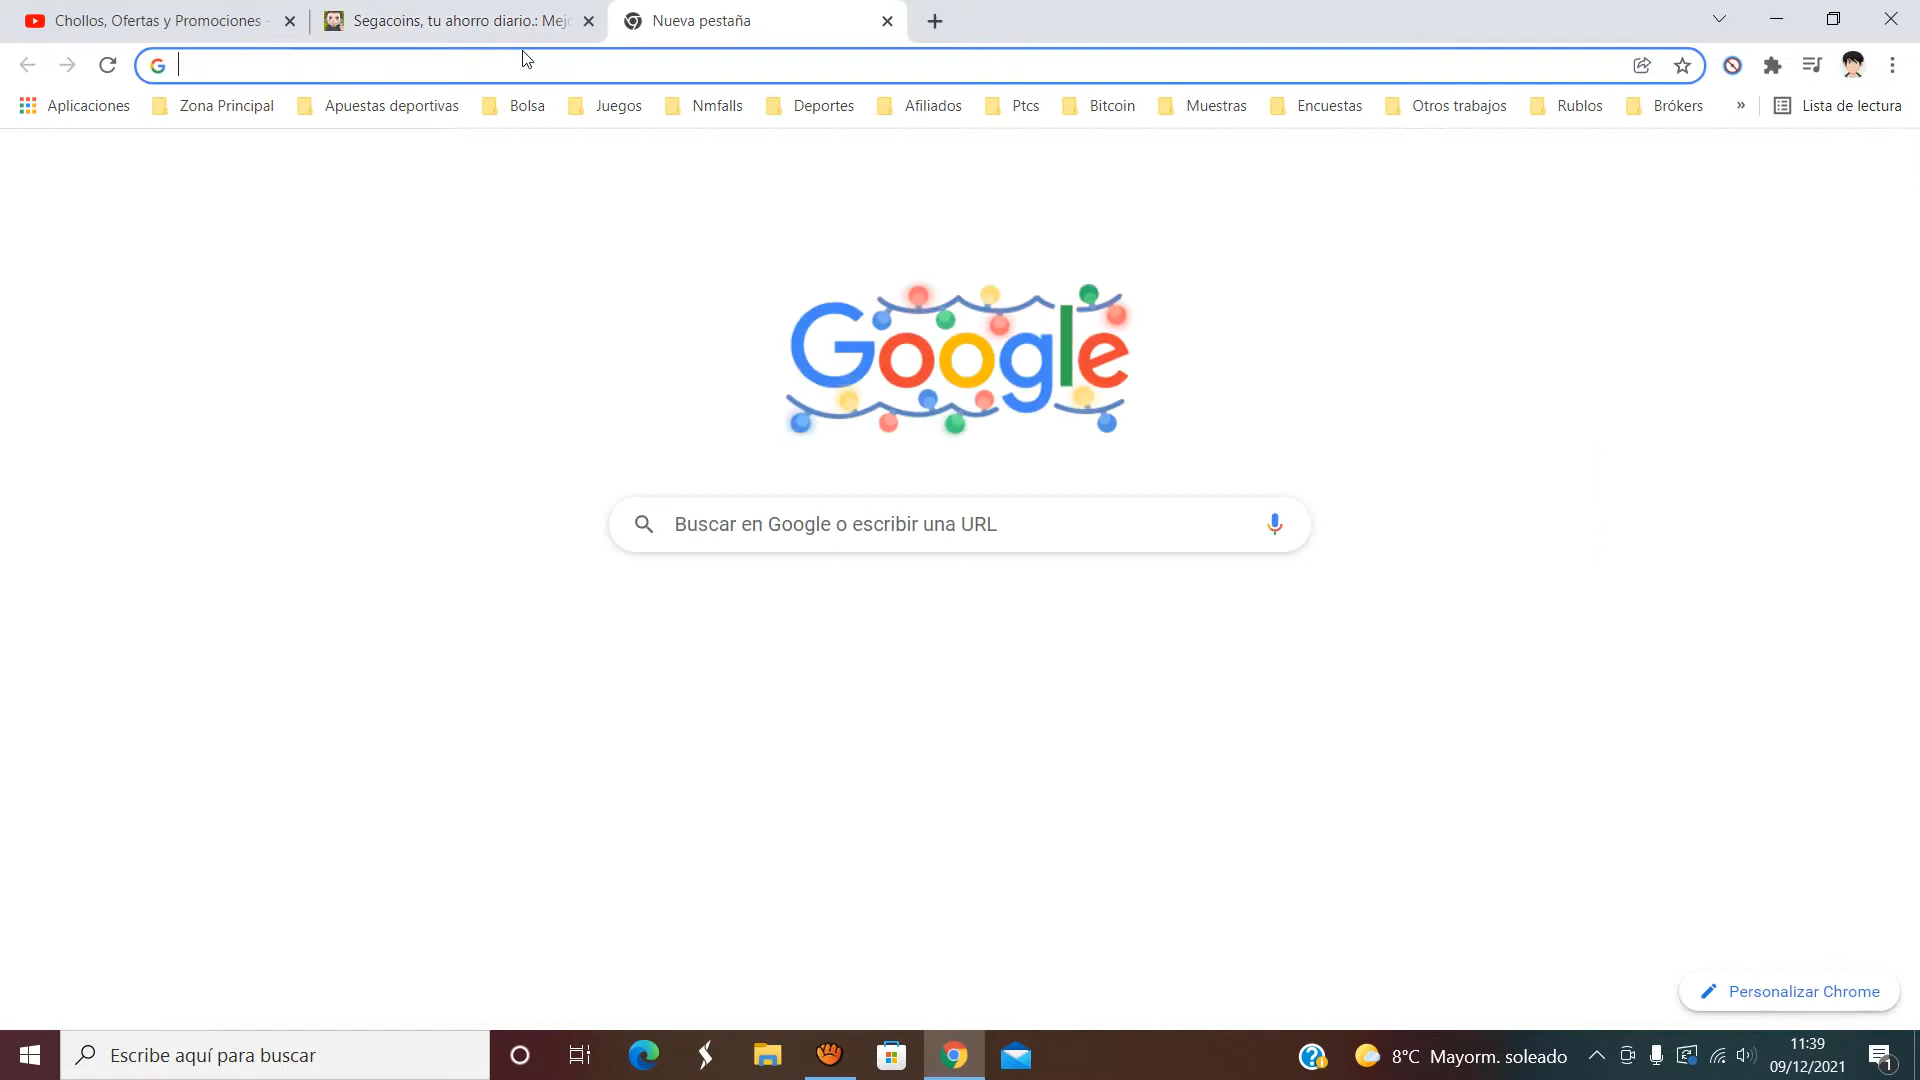 Chollos, Ofertas y Promociones -
Segacoins, tu ahorro diario.: Mejo
Nueva pestaña
Aplicaciones
Zona Principal
Apuestas deportivas
Bolsa
Juegos
Nmfalls
Deportes
Afiliados
Ptcs
Bitcoin
Muestras
Encuestas
Otros trabajos
Rublos
Brókers
»
Lista de lectura
Google
Buscar en Google o escribir una URL
Personalizar Chrome
Escribe aquí para buscar
8°C Mayorm. soleado
11:39
09/12/2021
1